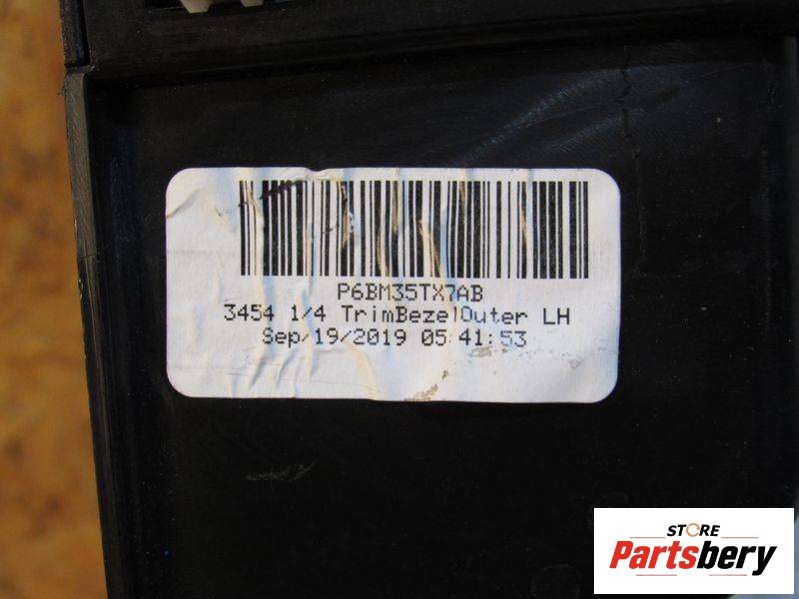 P6BM35TX7AB
3454 1/4 TrimBezelOuter LH
Sep/19/2019 05:41:53
STORE
Partsbery